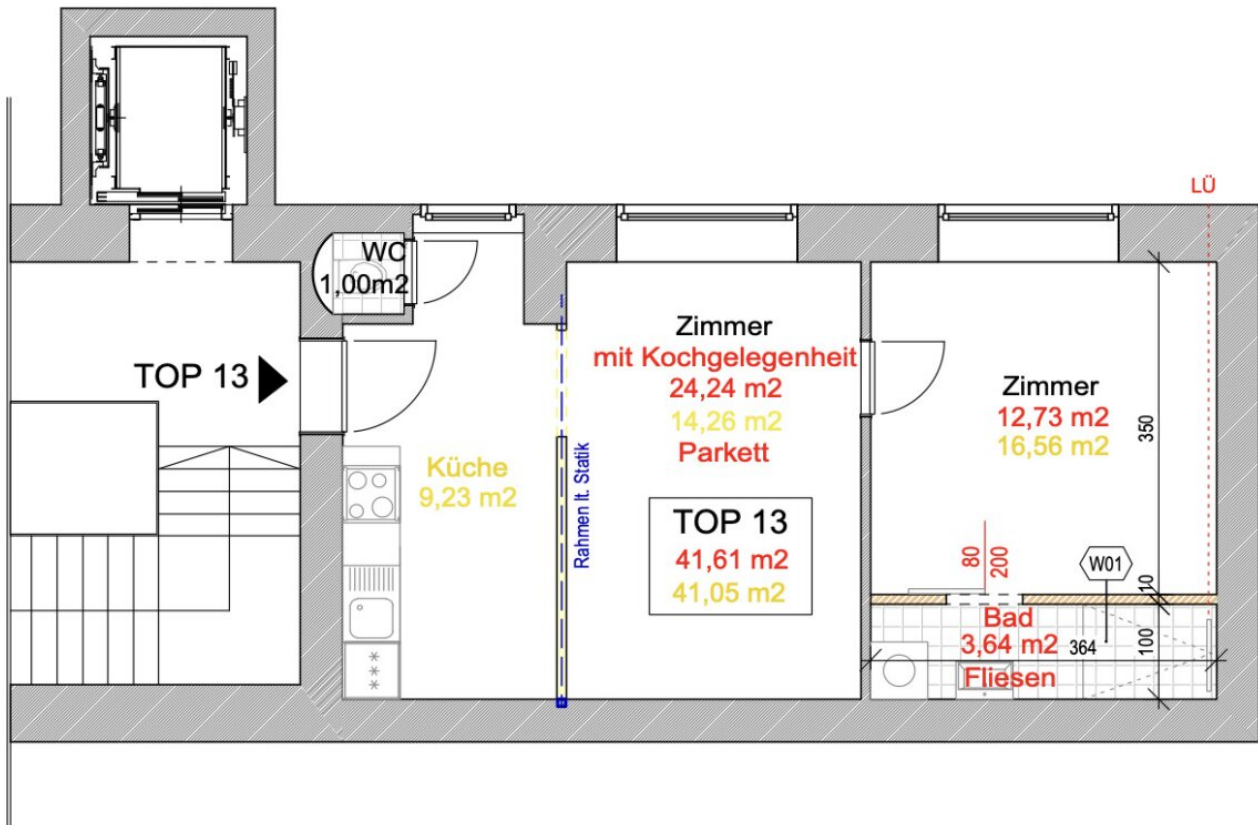 LÜ
WC
1,00m2
TOP 13
Zimmer
mit Kochgelegenheit
24,24 m2
14,26 m2
Parkett
Zimmer
12,73 m2
16,56 m2
350
Küche
9,23 m2
Rahmen lt. Statik
TOP 13
41,61 m2
41,05 m2
80
200
W01
10
Bad
3,64 m2
364
100
Fliesen
***